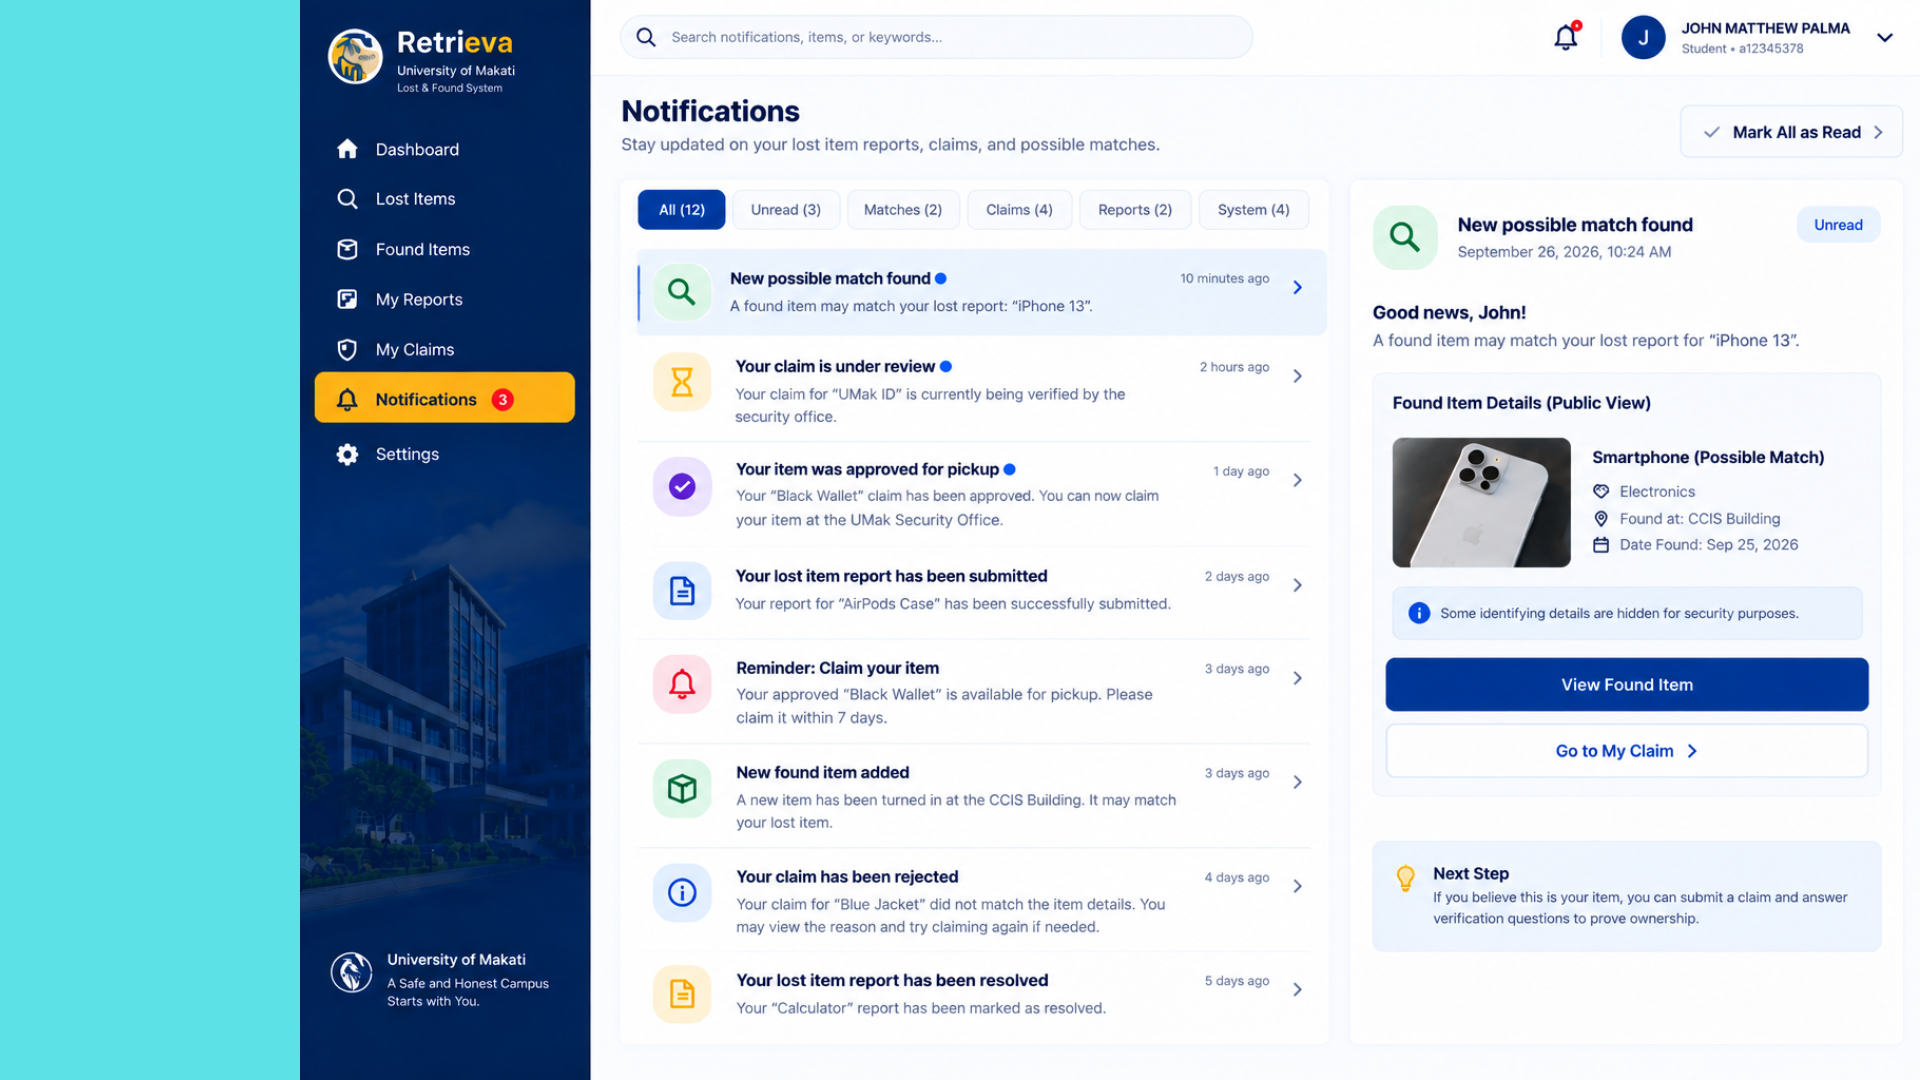 Retrieva
University of Makati
Lost & Found System
Dashboard
Lost Items
Found Items
My Reports
My Claims
Notifications 3
Settings
University of Makati
A Safe and Honest Campus
Starts with You.
Search notifications, items, or keywords...
J
JOHN MATTHEW PALMA
Student • a12345378
Notifications
Stay updated on your lost item reports, claims, and possible matches.
Mark All as Read
All (12)
Unread (3)
Matches (2)
Claims (4)
Reports (2)
System (4)
New possible match found
10 minutes ago
A found item may match your lost report: “iPhone 13”.
Your claim is under review
2 hours ago
Your claim for “UMak ID” is currently being verified by the
security office.
Your item was approved for pickup
1 day ago
Your “Black Wallet” claim has been approved. You can now claim
your item at the UMak Security Office.
Your lost item report has been submitted
2 days ago
Your report for “AirPods Case” has been successfully submitted.
Reminder: Claim your item
3 days ago
Your approved “Black Wallet” is available for pickup. Please
claim it within 7 days.
New found item added
3 days ago
A new item has been turned in at the CCIS Building. It may match
your lost item.
Your claim has been rejected
4 days ago
Your claim for “Blue Jacket” did not match the item details. You
may view the reason and try claiming again if needed.
Your lost item report has been resolved
5 days ago
Your “Calculator” report has been marked as resolved.
New possible match found
September 26, 2026, 10:24 AM
Unread
Good news, John!
A found item may match your lost report for “iPhone 13”.
Found Item Details (Public View)
Smartphone (Possible Match)
Electronics
Found at: CCIS Building
Date Found: Sep 25, 2026
Some identifying details are hidden for security purposes.
View Found Item
Go to My Claim
Next Step
If you believe this is your item, you can submit a claim and answer
verification questions to prove ownership.